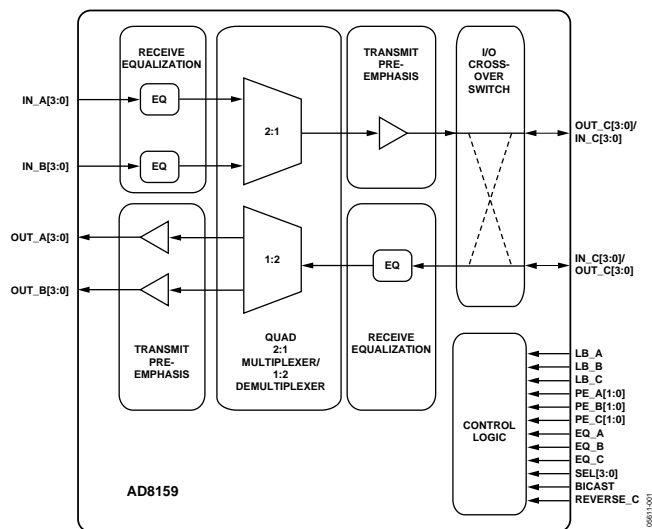 RECEIVE
EQUALIZATION
TRANSMIT
PRE-
EMPHASIS
I/O
CROSS-
OVER
SWITCH
IN_A[3:0]
EQ
2:1
OUT_C[3:0]/
IN_C[3:0]
IN_B[3:0]
EQ
OUT_A[3:0]
1:2
EQ
IN_C[3:0]/
OUT_C[3:0]
OUT_B[3:0]
TRANSMIT
PRE-
EMPHASIS
QUAD
2:1
MULTIPLEXER/
1:2
DEMULTIPLEXER
RECEIVE
EQUALIZATION
CONTROL
LOGIC
LB_A
LB_B
LB_C
PE_A[1:0]
PE_B[1:0]
PE_C[1:0]
EQ_A
EQ_B
EQ_C
SEL[3:0]
BICAST
REVERSE_C
AD8159
05611-001